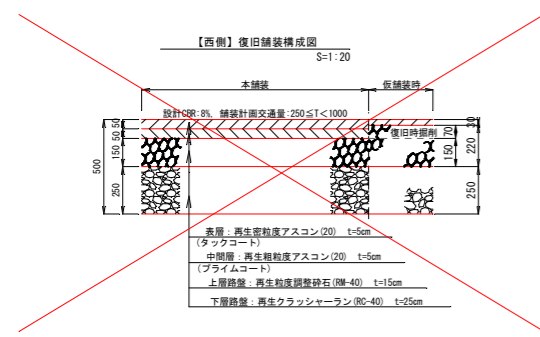 【西側】復旧舗装構成図
S=1:20
本舗装
仮舗装時
設計CBR:8%, 舗装計画交通量:250≦T<1000
復旧時掘削
500
50
50
150
250
30
70
150
220
250
表層:再生密粒度アスコン(20) t=5cm
(タックコート)
中間層:再生粗粒度アスコン(20) t=5cm
(プライムコート)
上層路盤:再生粒度調整砕石(RM-40) t=15cm
下層路盤:再生クラッシャーラン(RC-40) t=25cm